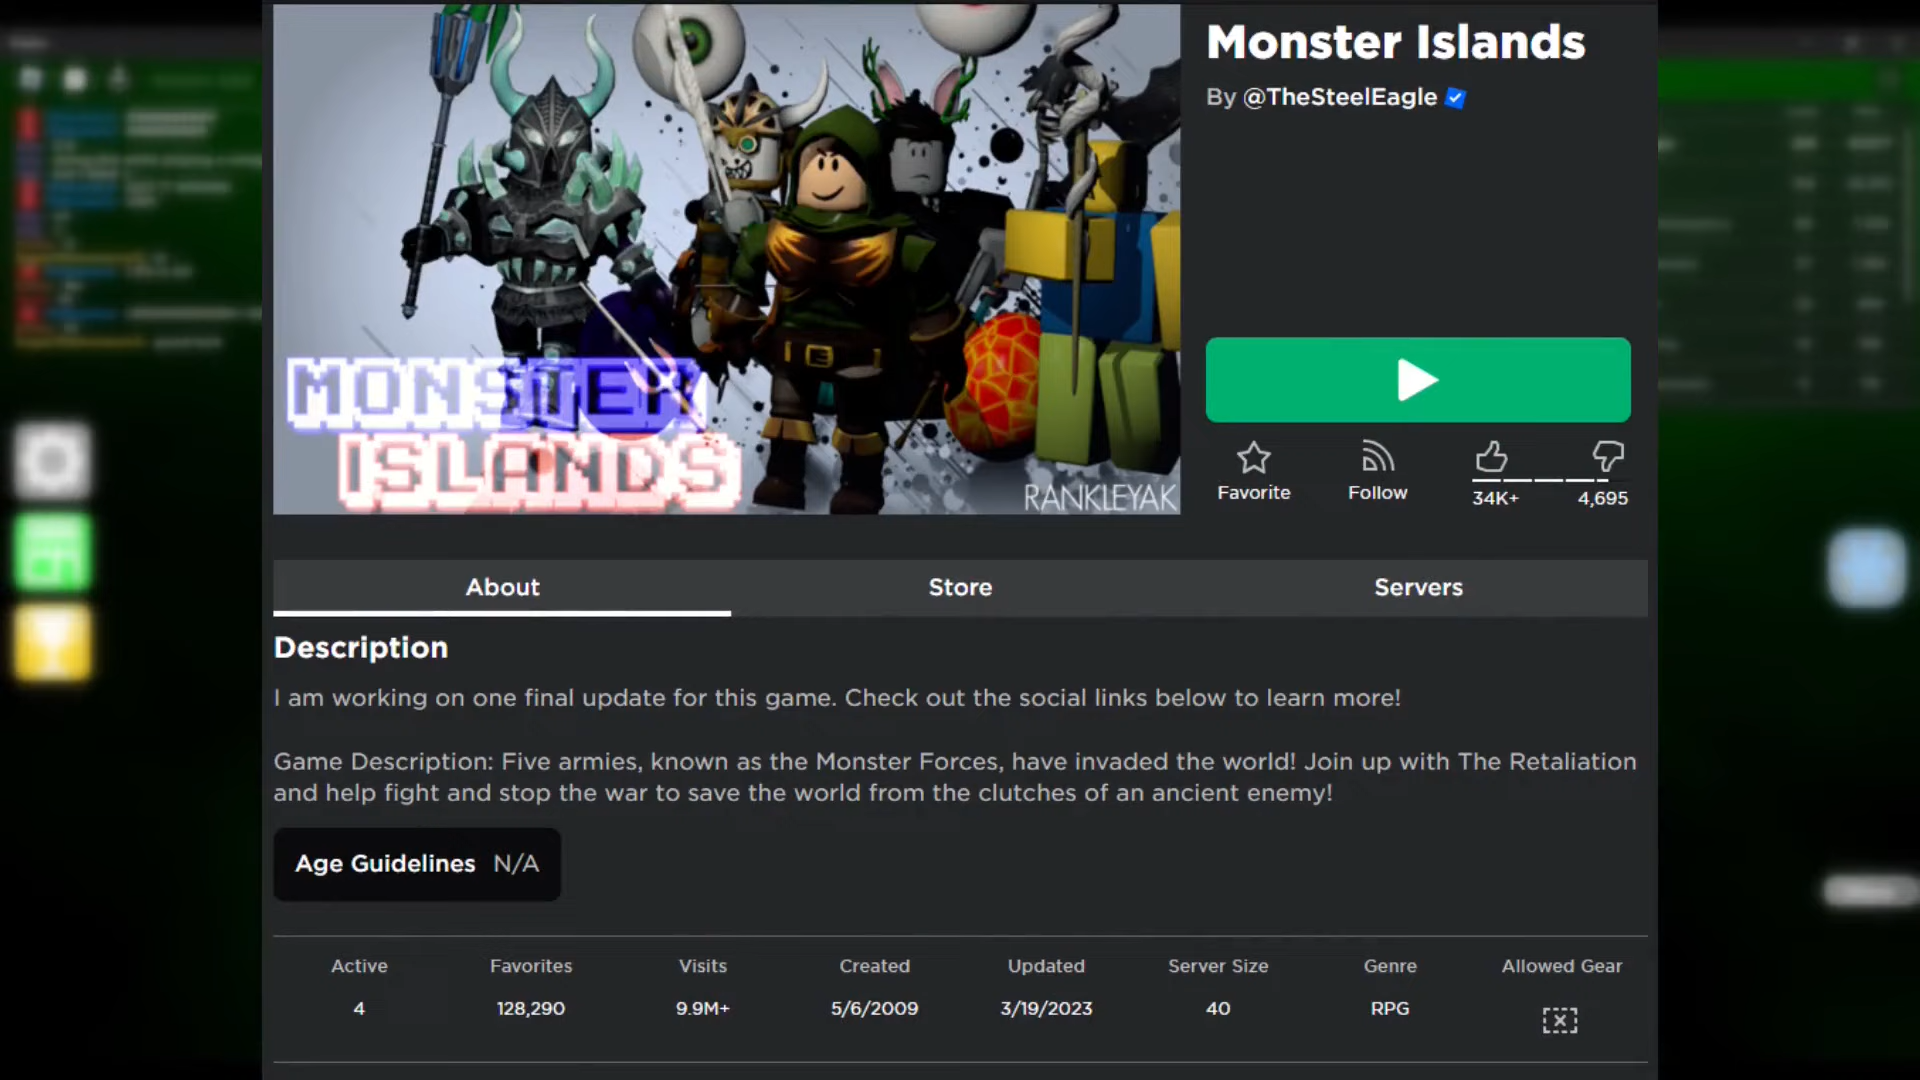 Monster Islands
By @TheSteelEagle
MONSTER
ISLANDS
RANKLEYAK
Favorite
Follow
34K+
4,695
About
Store
Servers
Description
I am working on one final update for this game. Check out the social links below to learn more!
Game Description: Five armies, known as the Monster Forces, have invaded the world! Join up with The Retaliation
and help fight and stop the war to save the world from the clutches of an ancient enemy!
Age Guidelines N/A
Active Favorites Visits Created Updated Server Size Genre Allowed Gear
4 128,290 9.9M+ 5/6/2009 3/19/2023 40 RPG